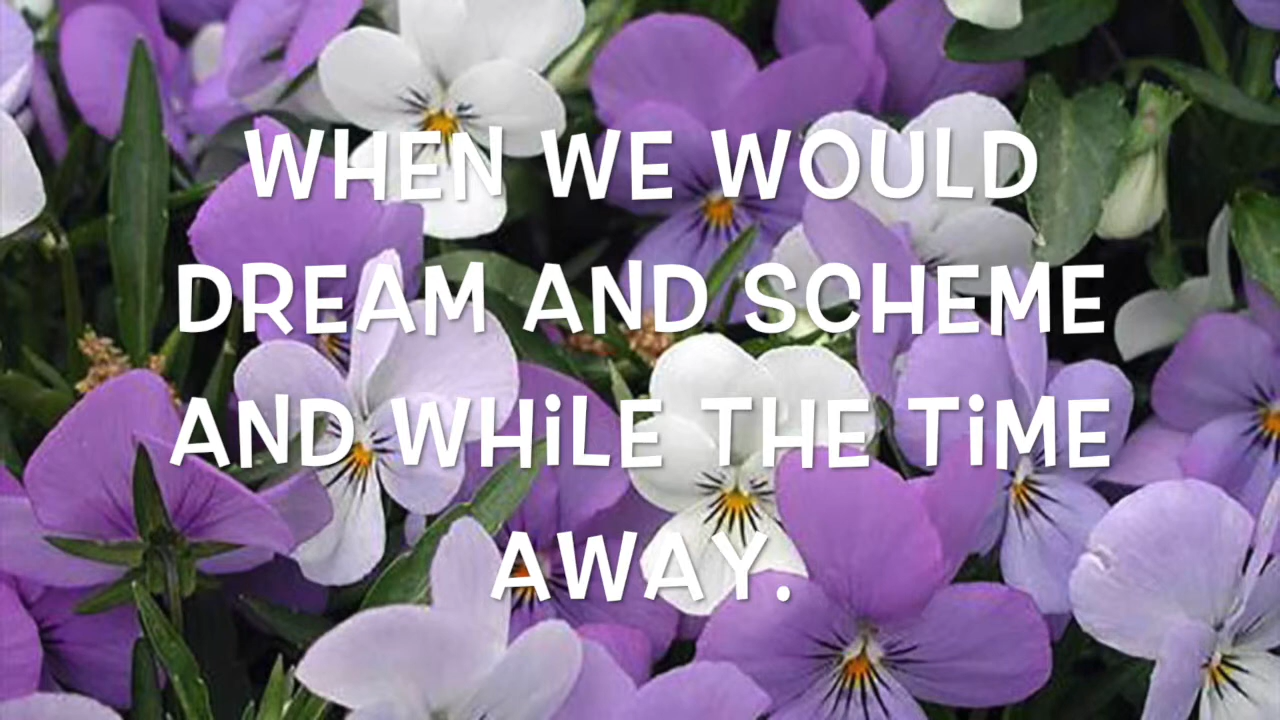 WHEN WE WOULD
DREAM AND SCHEME
AND WHiLE THE TiME
AWAY.